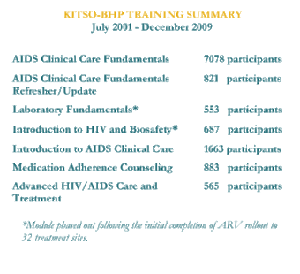 KITSO-BHP TRAINING SUMMARY
July 2001 - December 2009
AIDS Clinical Care Fundamentals 7078 participants
AIDS Clinical Care Fundamentals 821 participants
Refresher/Update
Laboratory Fundamentals* 553 participants
Introduction to HIV and Biosafety* 687 participants
Introduction to AIDS Clinical Care 1663 participants
Medication Adherence Counseling 883 participants
Advanced HIV/AIDS Care and 565 participants
Treatment
*Module phased out following the initial completion of ARV rollout to
32 treatment sites.